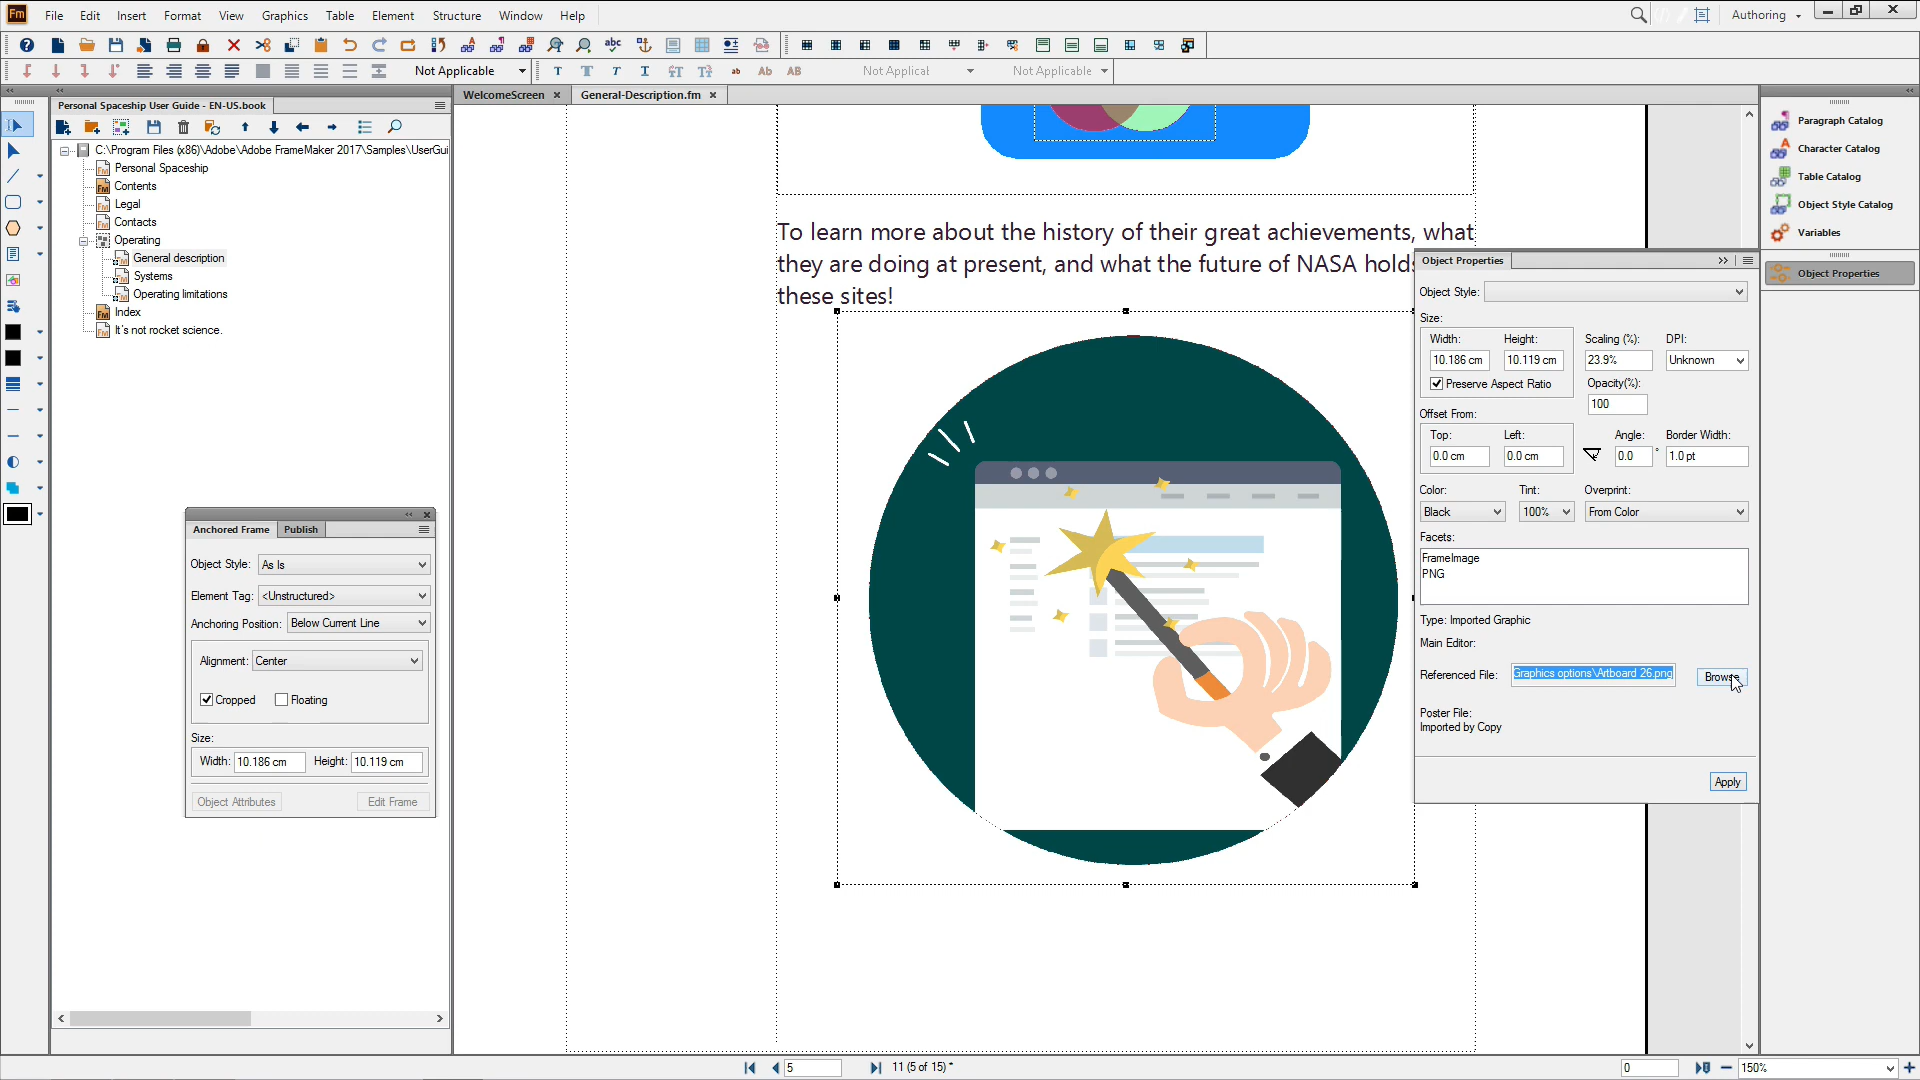 Fm File Edit Insert Format View Graphics Table Element Structure Window Help
Authoring
Not Applicable
Not Applicabl
Not Applicable
Personal Spaceship User Guide - EN-US.book
C:\Program Files (x86)\Adobe\Adobe FrameMaker 2017\Samples\UserGui
Personal Spaceship
Contents
Legal
Contacts
Operating
General description
Systems
Operating limitations
Index
It's not rocket science.
Anchored Frame Publish
Object Style: As Is
Element Tag: <Unstructured>
Anchoring Position: Below Current Line
Alignment: Center
Cropped Floating
Size:
Width: 10.186 cm Height: 10.119 cm
Object Attributes Edit Frame
WelcomeScreen General-Description.fm
To learn more about the history of their great achievements, what
they are doing at present, and what the future of NASA holds
these sites!
Object Properties
Object Style:
Size:
Width: Height: Scaling (%): DPI:
10.186 cm 10.119 cm 23.9% Unknown
Preserve Aspect Ratio Opacity(%):
100
Offset From:
Top: Left: Angle: Border Width:
0.0 cm 0.0 cm 0.0 ° 1.0 pt
Color: Tint: Overprint:
Black 100% From Color
Facets:
FrameImage
PNG
Type: Imported Graphic
Main Editor:
Referenced File: Graphics options\Artboard 26.png Browse
Poster File:
Imported by Copy
Apply
Paragraph Catalog
Character Catalog
Table Catalog
Object Style Catalog
Variables
Object Properties
5 11 (5 of 15) * 0 150%